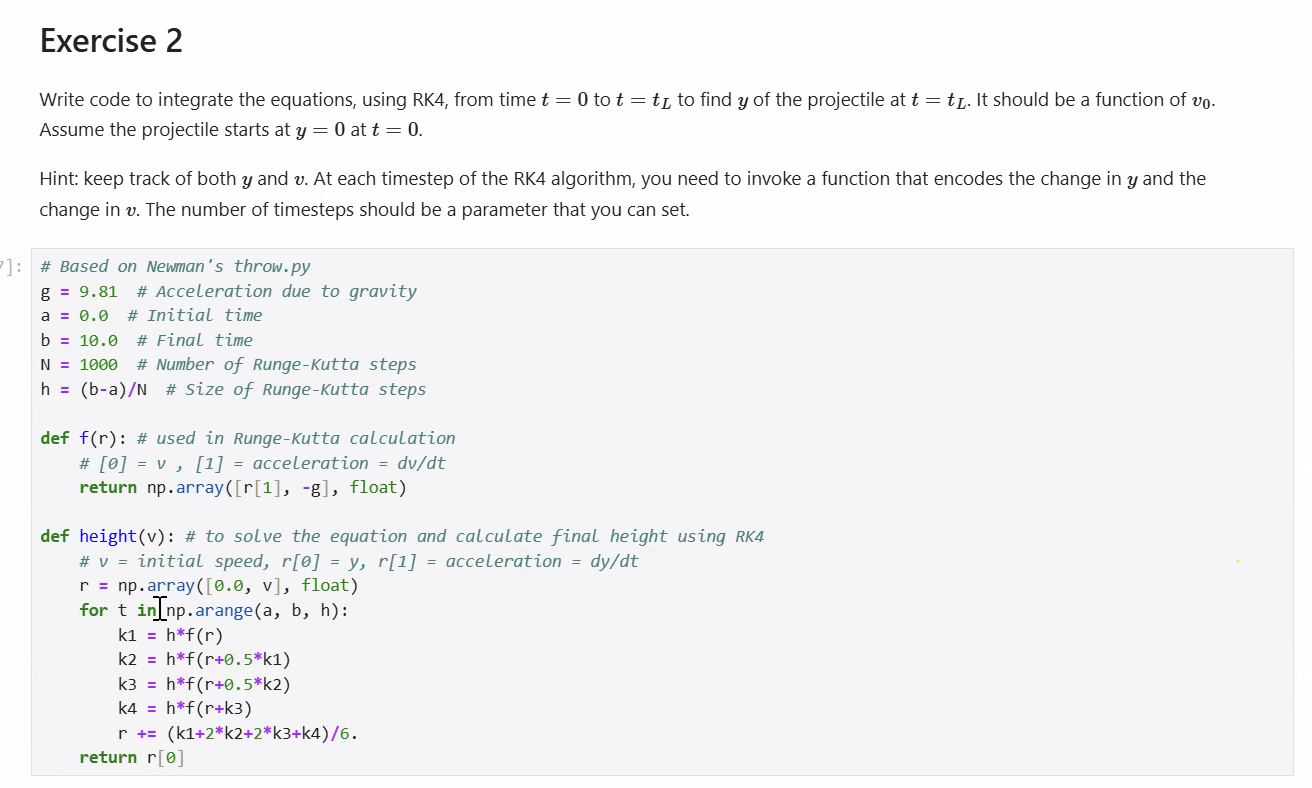 Exercise 2
Write code to integrate the equations, using RK4, from time t = 0 to t = t_L to find y of the projectile at t = t_L. It should be a function of v_0.
Assume the projectile starts at y = 0 at t = 0.
Hint: keep track of both y and v. At each timestep of the RK4 algorithm, you need to invoke a function that encodes the change in y and the
change in v. The number of timesteps should be a parameter that you can set.
7]:
# Based on Newman's throw.py
g = 9.81  # Acceleration due to gravity
a = 0.0  # Initial time
b = 10.0  # Final time
N = 1000  # Number of Runge-Kutta steps
h = (b-a)/N  # Size of Runge-Kutta steps
def f(r): # used in Runge-Kutta calculation
    # [0] = v , [1] = acceleration = dv/dt
    return np.array([r[1], -g], float)
def height(v): # to solve the equation and calculate final height using RK4
    # v = initial speed, r[0] = y, r[1] = acceleration = dy/dt
    r = np.array([0.0, v], float)
    for t in np.arange(a, b, h):
        k1 = h*f(r)
        k2 = h*f(r+0.5*k1)
        k3 = h*f(r+0.5*k2)
        k4 = h*f(r+k3)
        r += (k1+2*k2+2*k3+k4)/6.
    return r[0]